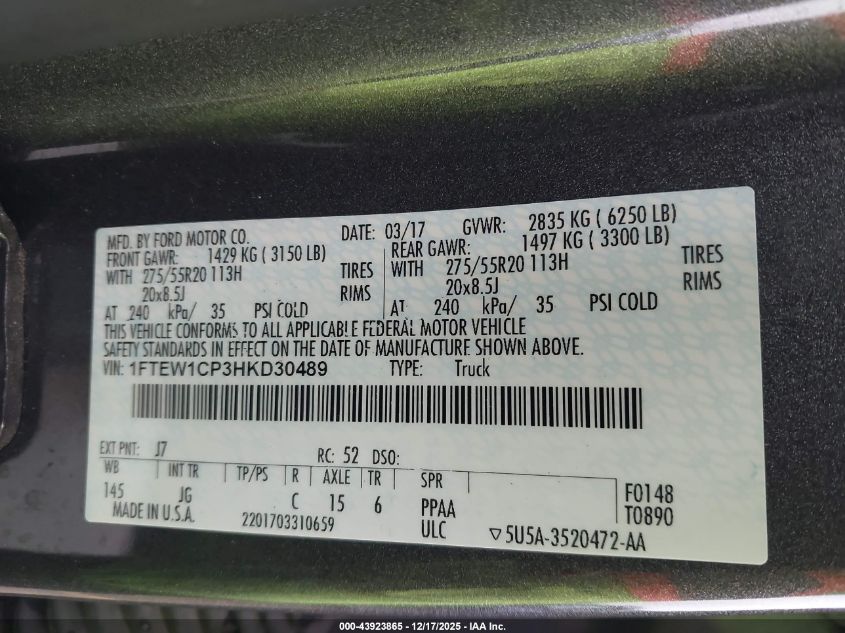 MFD. BY FORD MOTOR CO. DATE: 03/17 GVWR: 2835 KG ( 6250 LB)
FRONT GAWR: 1429 KG ( 3150 LB) REAR GAWR: 1497 KG ( 3300 LB)
WITH 275/55R20 113H TIRES WITH 275/55R20 113H TIRES
20x8.5J RIMS 20x8.5J RIMS
AT 240 kPa/ 35 PSI COLD AT 240 kPa/ 35 PSI COLD
THIS VEHICLE CONFORMS TO ALL APPLICABLE FEDERAL MOTOR VEHICLE
SAFETY STANDARDS IN EFFECT ON THE DATE OF MANUFACTURE SHOWN ABOVE.
VIN: 1FTEW1CP3HKD30489 TYPE: Truck
EXT PNT: J7 RC: 52 DSO:
WB INT TR TP/PS R AXLE TR SPR
145 JG C 15 6 PPAA F0148
MADE IN U.S.A. 2201703310659 ULC T0890
▽5U5A-3520472-AA
000-43923865 - 12/17/2025 - IAA Inc.